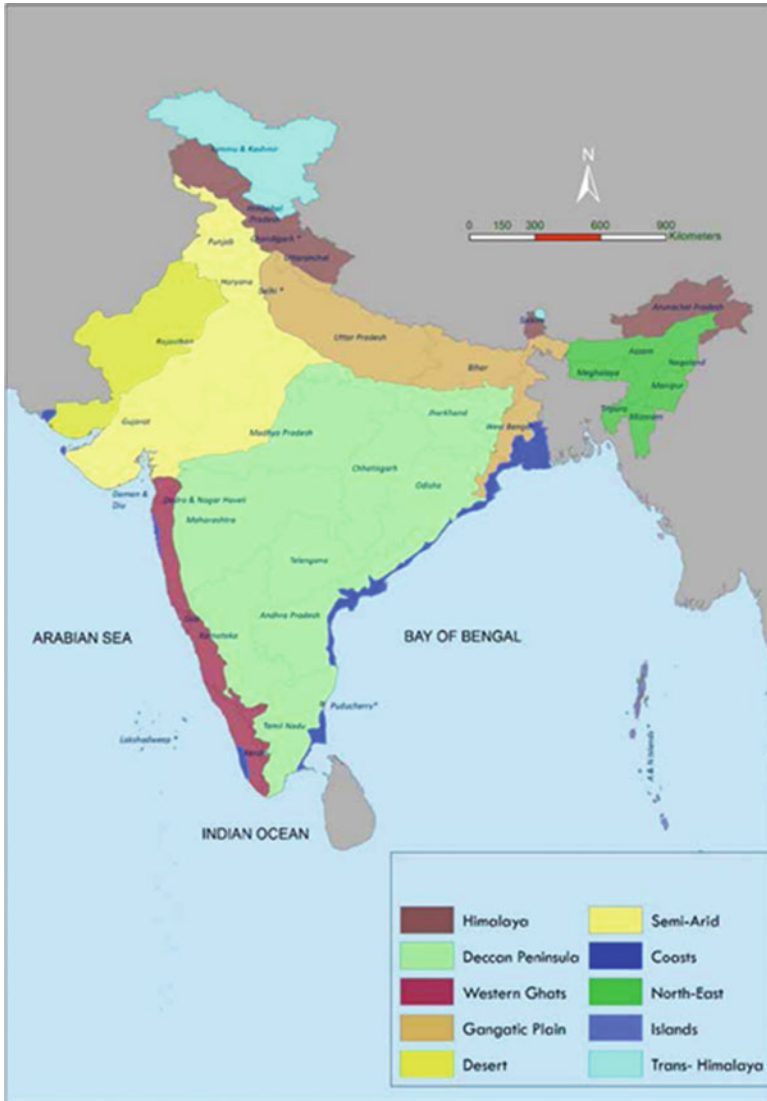 Jammu & Kashmir
N
Himachal
Pradesh
Chandigarh *
Punjab
Uttaranchal
0 150 300 600 900
Kilometers
Haryana
Delhi *
Rajasthan
Uttar Pradesh
Bihar
Sikkim
Arunachal Pradesh
Assam
Nagaland
Meghalaya
Manipur
Tripura
Mizoram
Gujarat
Madhya Pradesh
Jharkhand
West Bengal
Chhatisgarh
Odisha
Daman &
Diu
Dadra & Nagar Haveli
Maharashtra
Telengana
Andhra Pradesh
Goa
Karnataka
ARABIAN SEA
BAY OF BENGAL
Puducherry*
Tamil Nadu
Lakshadweep *
A & N Islands *
INDIAN OCEAN
Himalaya
Semi-Arid
Deccan Peninsula
Coasts
Western Ghats
North-East
Gangatic Plain
Islands
Desert
Trans- Himalaya